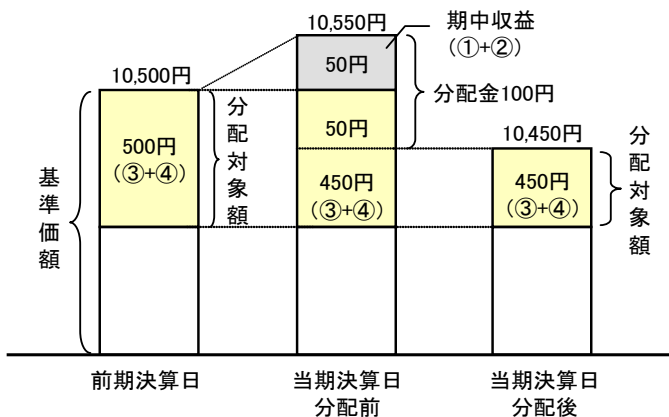 10,550円
期中収益
(①+②)
10,500円
50円
分配金100円
50円
10,450円
500円
(③+④)
分配対象額
450円
(③+④)
450円
(③+④)
分配対象額
基準価額
前期決算日
当期決算日
分配前
当期決算日
分配後